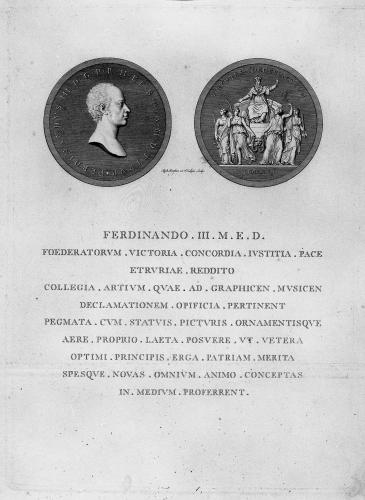 FERDINANDO . III . M . E . D .
FOEDERATORVM . VICTORIA . CONCORDIA . IVSTITIA . PACE
ETRVRIAE . REDDITO
COLLEGIA . ARTIVM . QVAE . AD . GRAPHICEN . MVSICEN
DECLAMATIONEM . OPIFICIA . PERTINENT
PEGMATA . CVM . STATVIS . PICTVRIS . ORNAMENTISQVE
AERE . PROPRIO . LAETA . POSVERE . VT . VETERA
OPTIMI . PRINCIPIS . ERGA . PATRIAM . MERITA
SPESQVE . NOVAS . OMNIVM . ANIMO . CONCEPTAS
IN . MEDIVM . PROFERRENT .